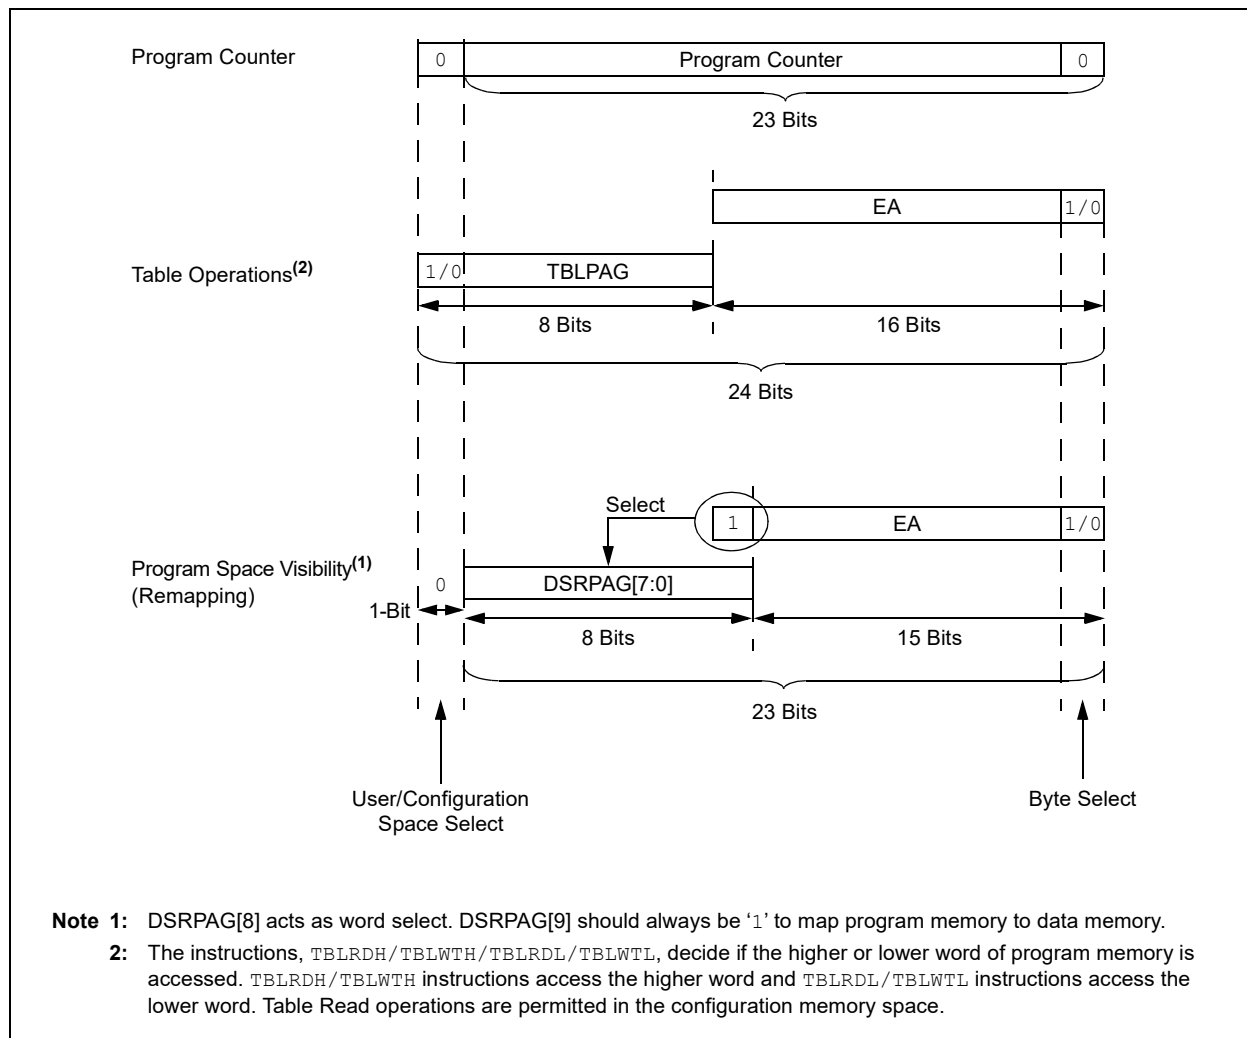 Program Counter
0 Program Counter 0
23 Bits
EA 1/0
Table Operations(2) 1/0 TBLPAG
8 Bits 16 Bits
24 Bits
Select
1 EA 1/0
Program Space Visibility(1)
(Remapping)
0 DSRPAG[7:0]
1-Bit
8 Bits 15 Bits
23 Bits
User/Configuration
Space Select
Byte Select
Note 1: DSRPAG[8] acts as word select. DSRPAG[9] should always be ‘1’ to map program memory to data memory.
2: The instructions, TBLRDH/TBLWTH/TBLRDL/TBLWTL, decide if the higher or lower word of program memory is
accessed. TBLRDH/TBLWTH instructions access the higher word and TBLRDL/TBLWTL instructions access the
lower word. Table Read operations are permitted in the configuration memory space.